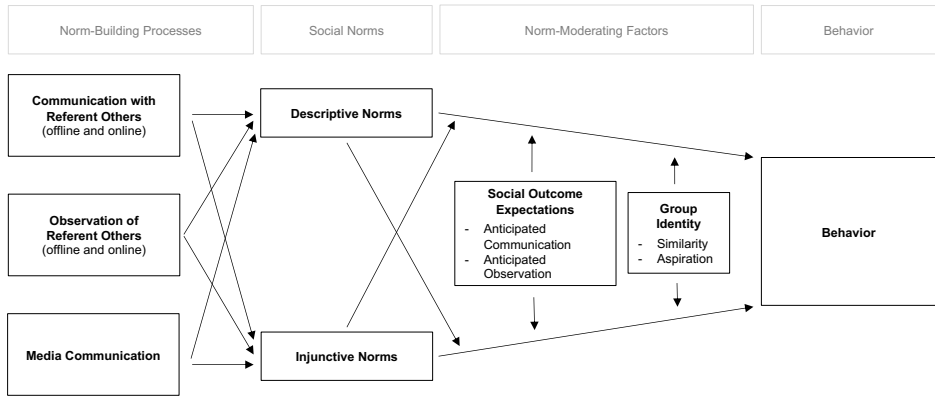 Norm-Building Processes
Social Norms
Norm-Moderating Factors
Behavior
Communication with
Referent Others
(offline and online)
Descriptive Norms
Observation of
Referent Others
(offline and online)
Social Outcome
Expectations
- Anticipated
Communication
- Anticipated
Observation
Group
Identity
- Similarity
- Aspiration
Behavior
Media Communication
Injunctive Norms